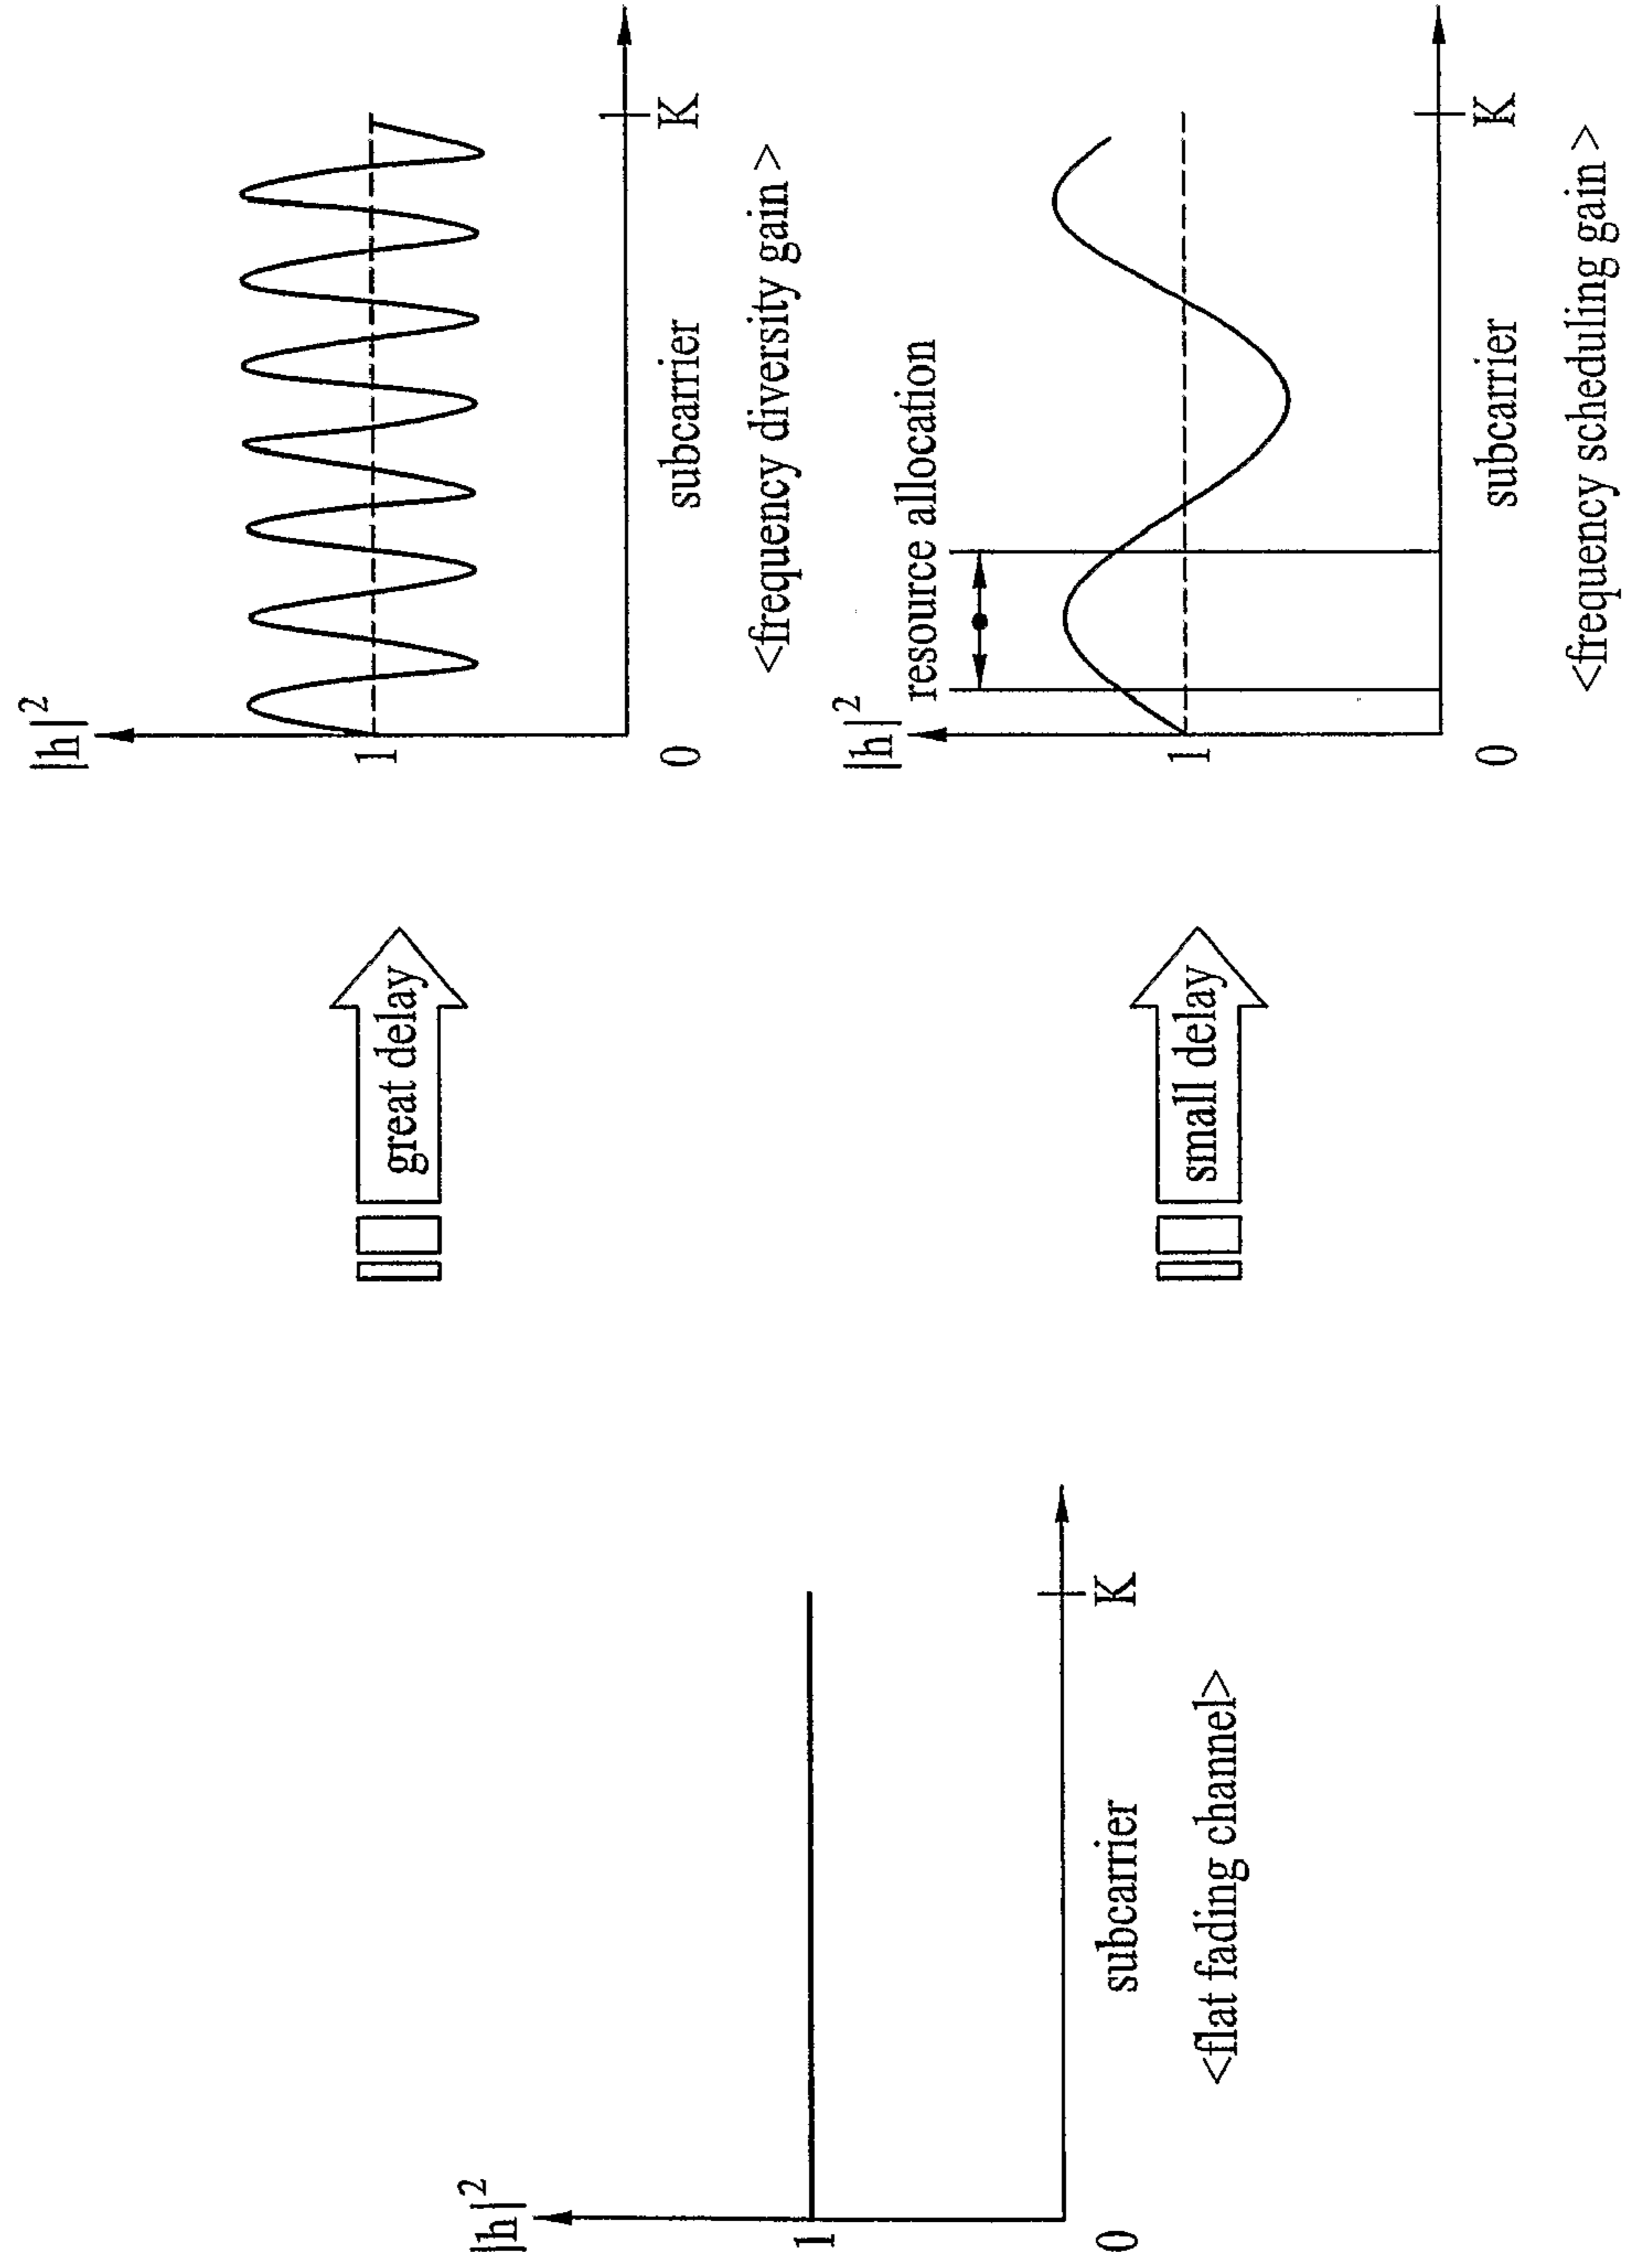 |h|²
1
0
K
subcarrier
<flat fading channel>
great delay
|h|²
1
0
K
subcarrier
<frequency diversity gain>
small delay
|h|²
resource allocation
1
0
K
subcarrier
<frequency scheduling gain>